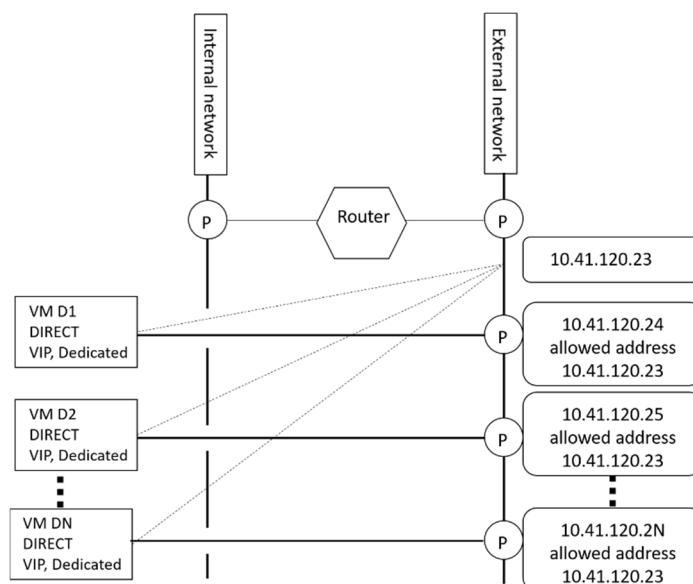 Internal network
External network
P
Router
P
10.41.120.23
VM D1
DIRECT
VIP, Dedicated
P
10.41.120.24
allowed address
10.41.120.23
VM D2
DIRECT
VIP, Dedicated
P
10.41.120.25
allowed address
10.41.120.23
VM DN
DIRECT
VIP, Dedicated
P
10.41.120.2N
allowed address
10.41.120.23